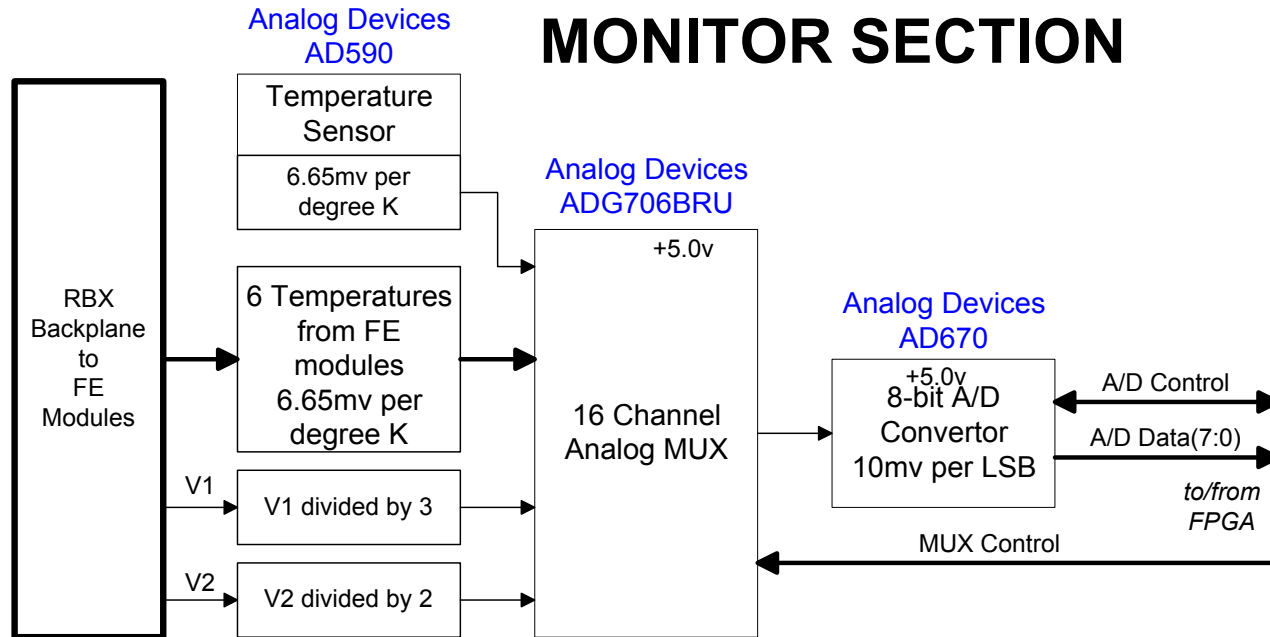 MONITOR SECTION
Analog Devices
AD590
Temperature
Sensor
6.65mv per
degree K
Analog Devices
ADG706BRU
+5.0v
16 Channel
Analog MUX
RBX
Backplane
to
FE
Modules
6 Temperatures
from FE
modules
6.65mv per
degree K
V1
V1 divided by 3
V2
V2 divided by 2
Analog Devices
AD670
+5.0v
8-bit A/D
Convertor
10mv per LSB
A/D Control
A/D Data(7:0)
to/from
FPGA
MUX Control